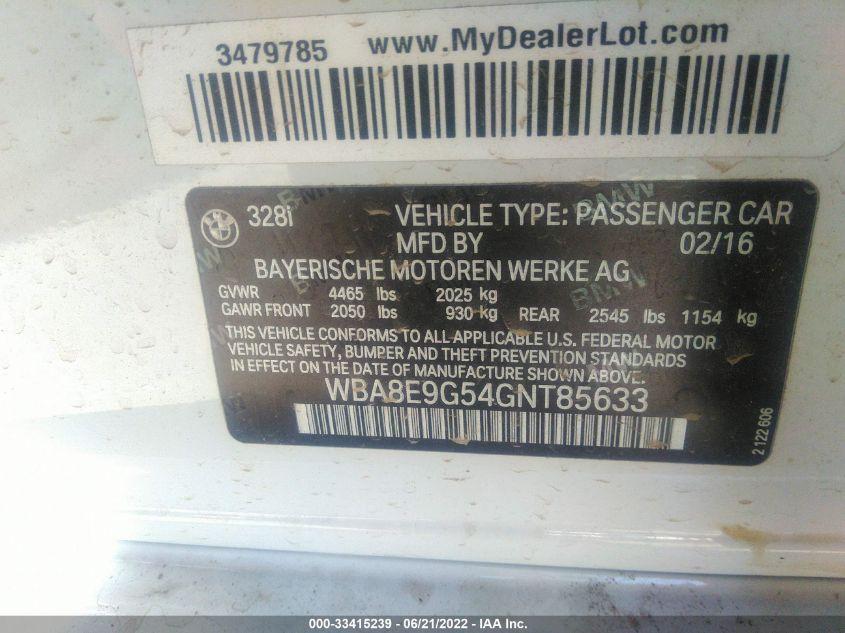 3479785 www.MyDealerLot.com
BMW
328i VEHICLE TYPE: PASSENGER CAR
MFD BY 02/16
BAYERISCHE MOTOREN WERKE AG
GVWR 4465 lbs 2025 kg
GAWR FRONT 2050 lbs 930 kg REAR 2545 lbs 1154 kg
THIS VEHICLE CONFORMS TO ALL APPLICABLE U.S. FEDERAL MOTOR
VEHICLE SAFETY, BUMPER AND THEFT PREVENTION STANDARDS
IN EFFECT ON THE DATE OF MANUFACTURE SHOWN ABOVE.
WBA8E9G54GNT85633
2 122 606
000-33415239 - 06/21/2022 - IAA Inc.